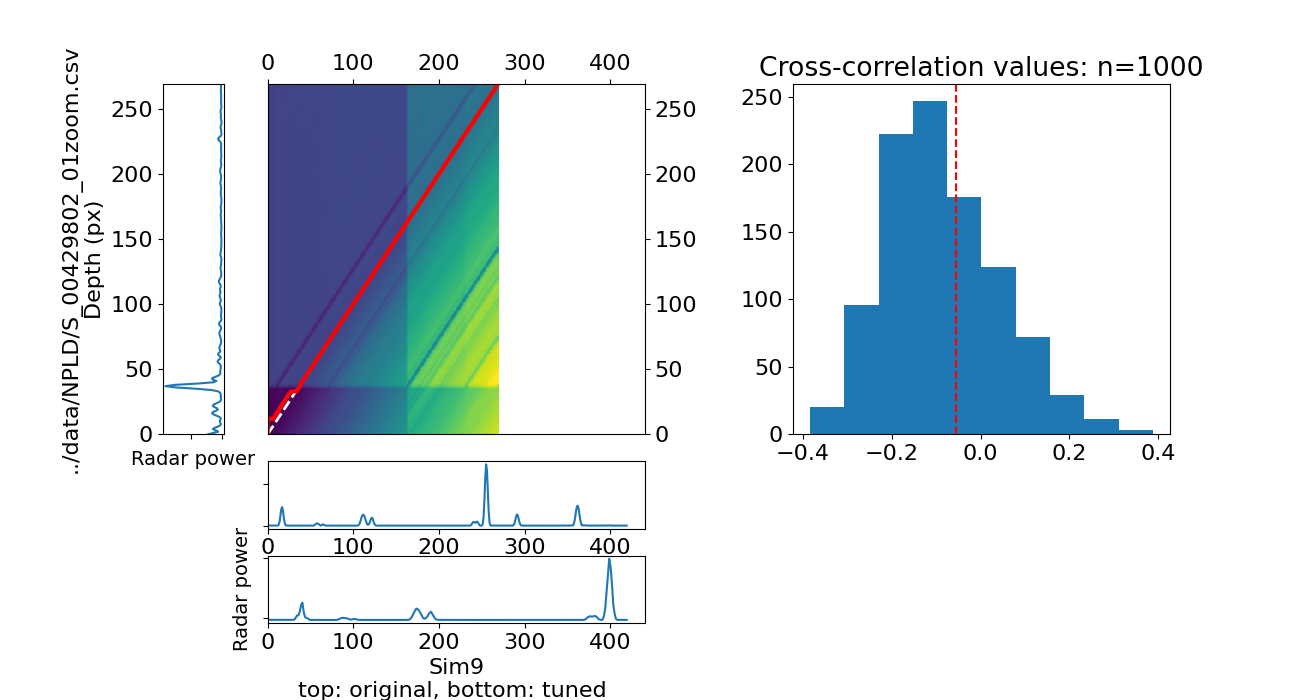 0 100 200 300 400
Cross-correlation values: n=1000
../data/NPLD/S_00429802_01zoom.csv
Depth (px)
250
200
150
100
50
0
250
200
150
100
50
0
250
200
150
100
50
0
−0.4 −0.2 0.0 0.2 0.4
Radar power
0 100 200 300 400
Radar power
0 100 200 300 400
Sim9
top: original, bottom: tuned